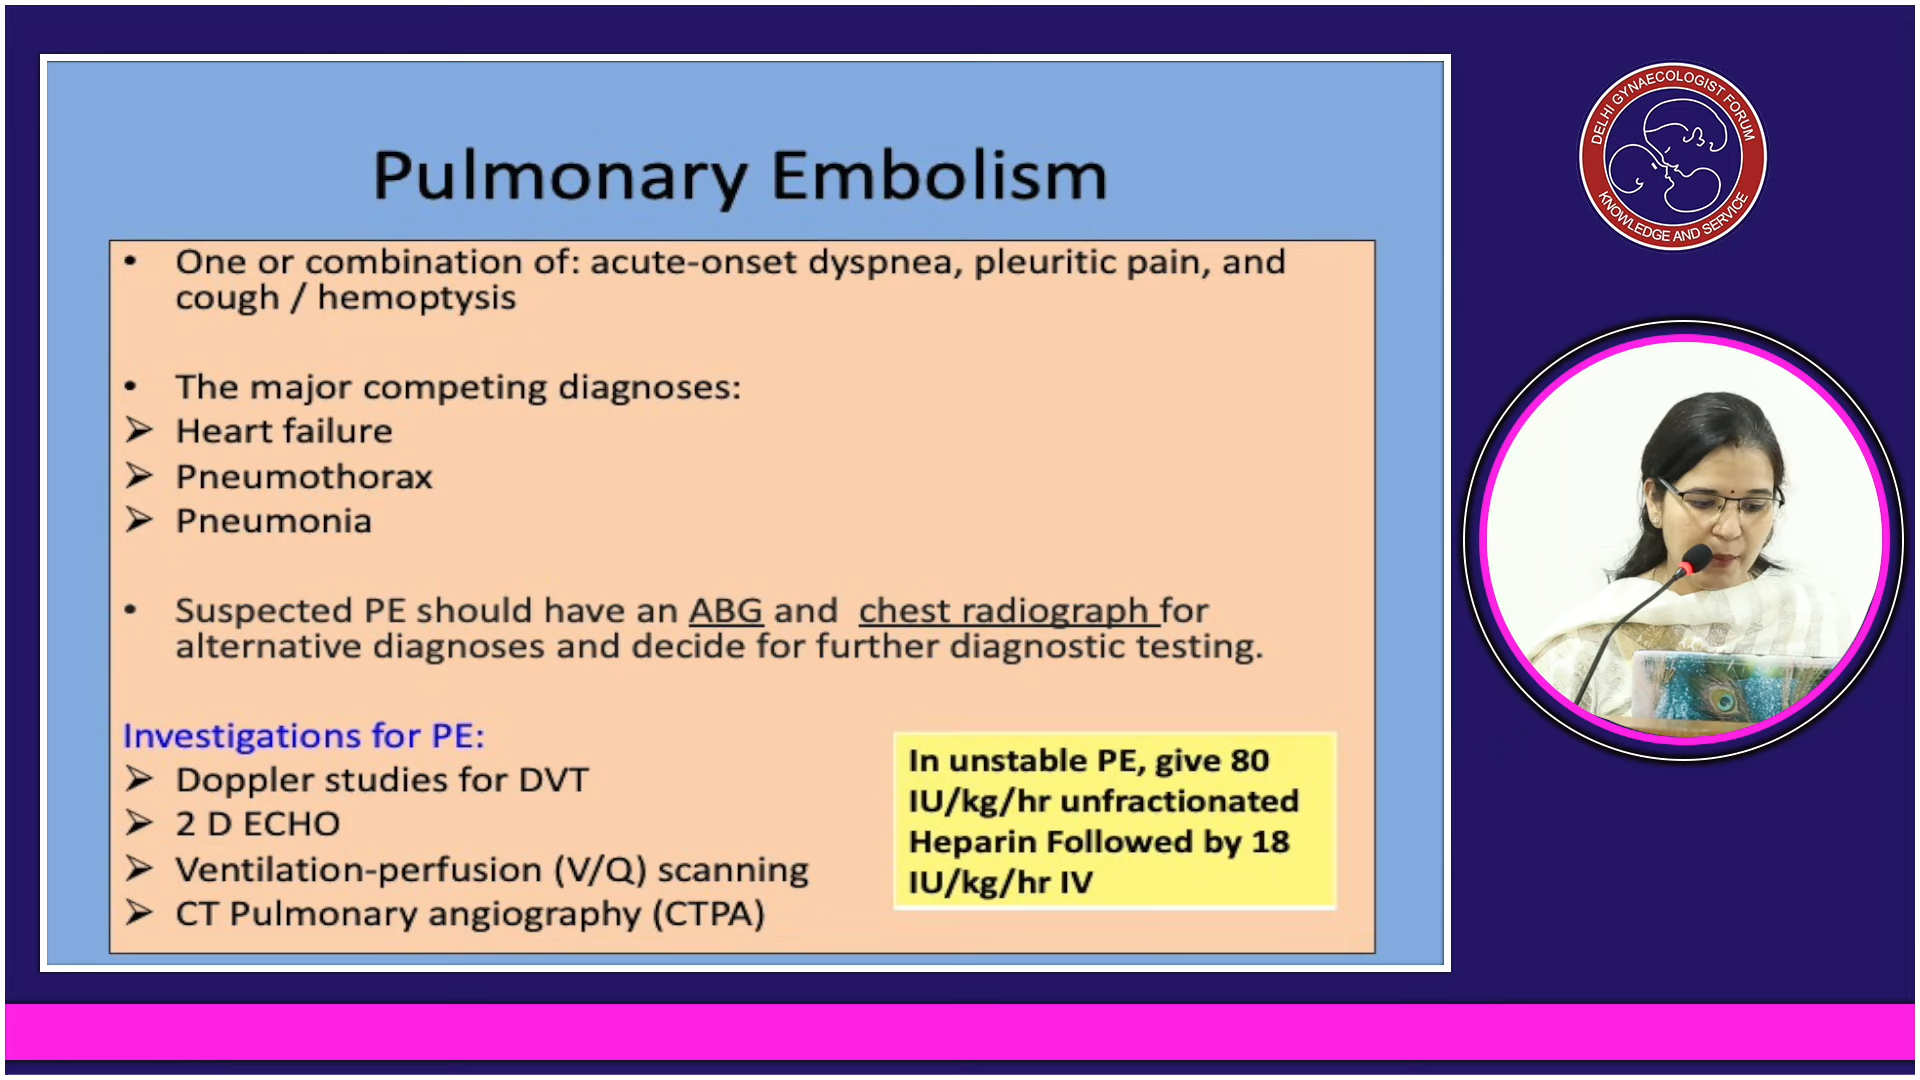 Pulmonary Embolism
• One or combination of: acute-onset dyspnea, pleuritic pain, and
cough / hemoptysis
• The major competing diagnoses:
➢ Heart failure
➢ Pneumothorax
➢ Pneumonia
• Suspected PE should have an ABG and chest radiograph for
alternative diagnoses and decide for further diagnostic testing.
Investigations for PE:
➢ Doppler studies for DVT
➢ 2 D ECHO
➢ Ventilation-perfusion (V/Q) scanning
➢ CT Pulmonary angiography (CTPA)
In unstable PE, give 80
IU/kg/hr unfractionated
Heparin Followed by 18
IU/kg/hr IV
DELHI GYNAECOLOGIST FORUM
KNOWLEDGE AND SERVICE